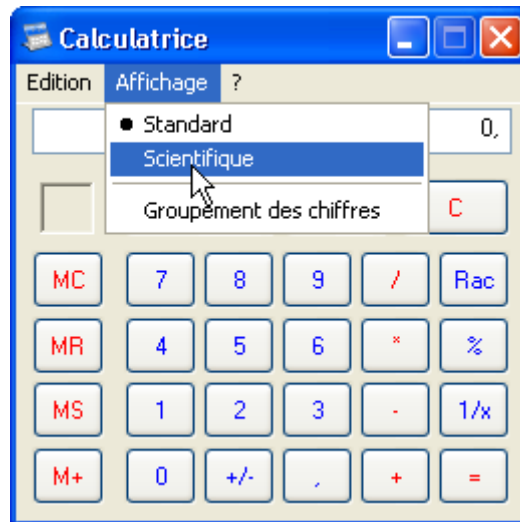 Calculatrice
Edition Affichage ?
Standard 0,
Scientifique
Groupement des chiffres C
MC 7 8 9 / Rac
MR 4 5 6 * %
MS 1 2 3 - 1/x
M+ 0 +/- , + =